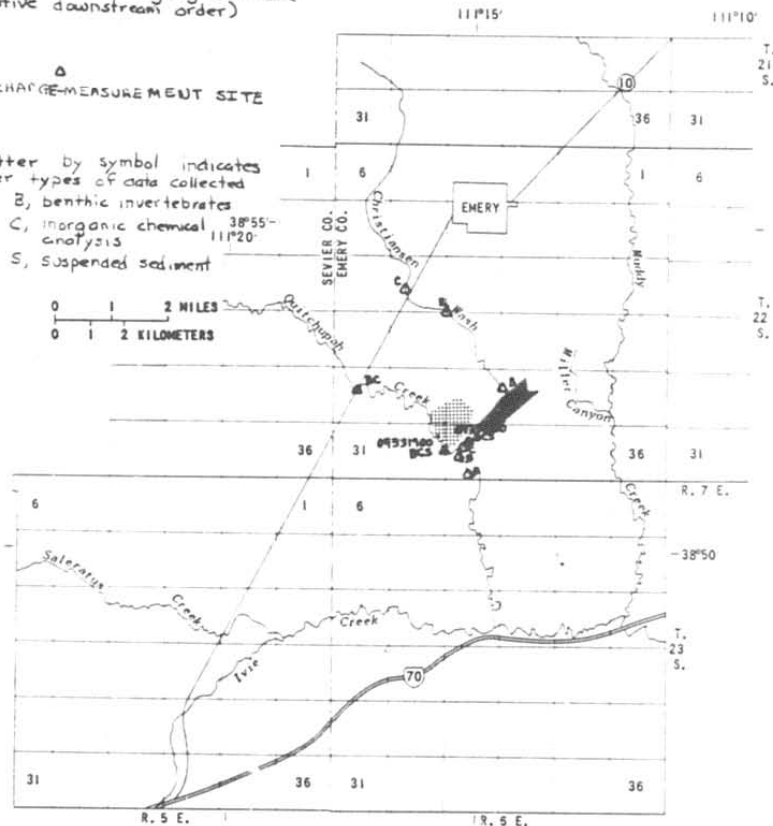 tive downstream order)
CHARGE-MEASUREMENT SITE
tter by symbol indicates
er types of data collected
B, benthic invertebrates
C, inorganic chemical
analysis
S, suspended sediment
0 1 2 MILES
0 1 2 KILOMETERS
111°15'
111°10'
T.
21
S.
10
31
36
31
1
6
1
6
EMERY
38°55'
111°20'
SEVIER CO.
EMERY CO.
Christiansen
Wash
Muddy
Creek
T.
22
S.
Quitchupah
Creek
Miller
Canyon
C
BC
09331900
BCS
36
31
36
31
R. 7 E.
6
1
6
38°50
Saleratus
Creek
Ivie
Creek
T.
23
S.
70
31
36
31
36
R. 5 E.
R. 5 E.